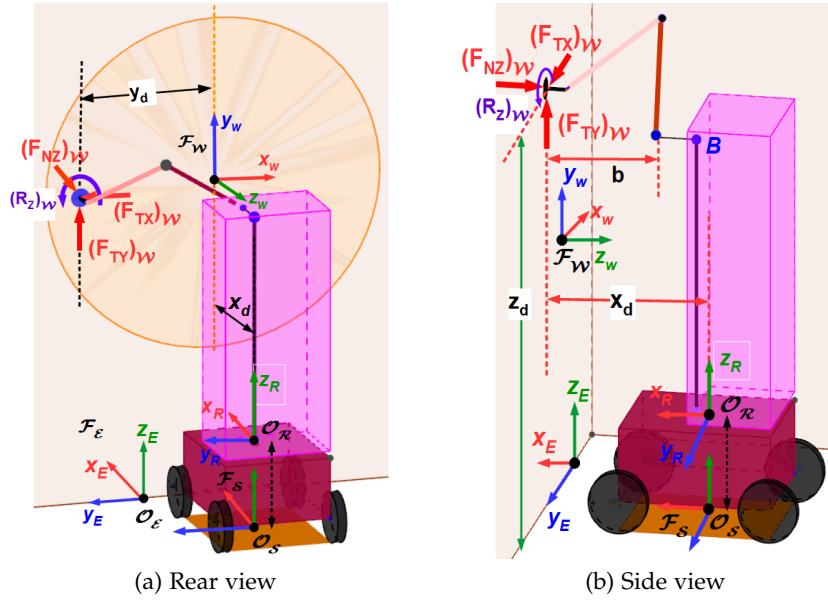 y_d
y_w
𝓕_𝓦
x_w
z_w
(F_NZ)_𝓦
(R_Z)_𝓦
(F_TX)_𝓦
(F_TY)_𝓦
x_d
z_R
x_R
𝓞_𝓡
y_R
𝓕_𝓔
z_E
x_E
𝓕_𝓢
y_E
𝓞_𝓔
𝓞_𝓢
(a) Rear view
(F_TX)_𝓦
(F_NZ)_𝓦
(R_Z)_𝓦
(F_TY)_𝓦
B
b
y_w
x_w
𝓕_𝓦
z_w
z_d
x_d
z_R
z_E
x_R
𝓞_𝓡
x_E
y_R
y_E
𝓕_𝓢
𝓞_𝓢
(b) Side view